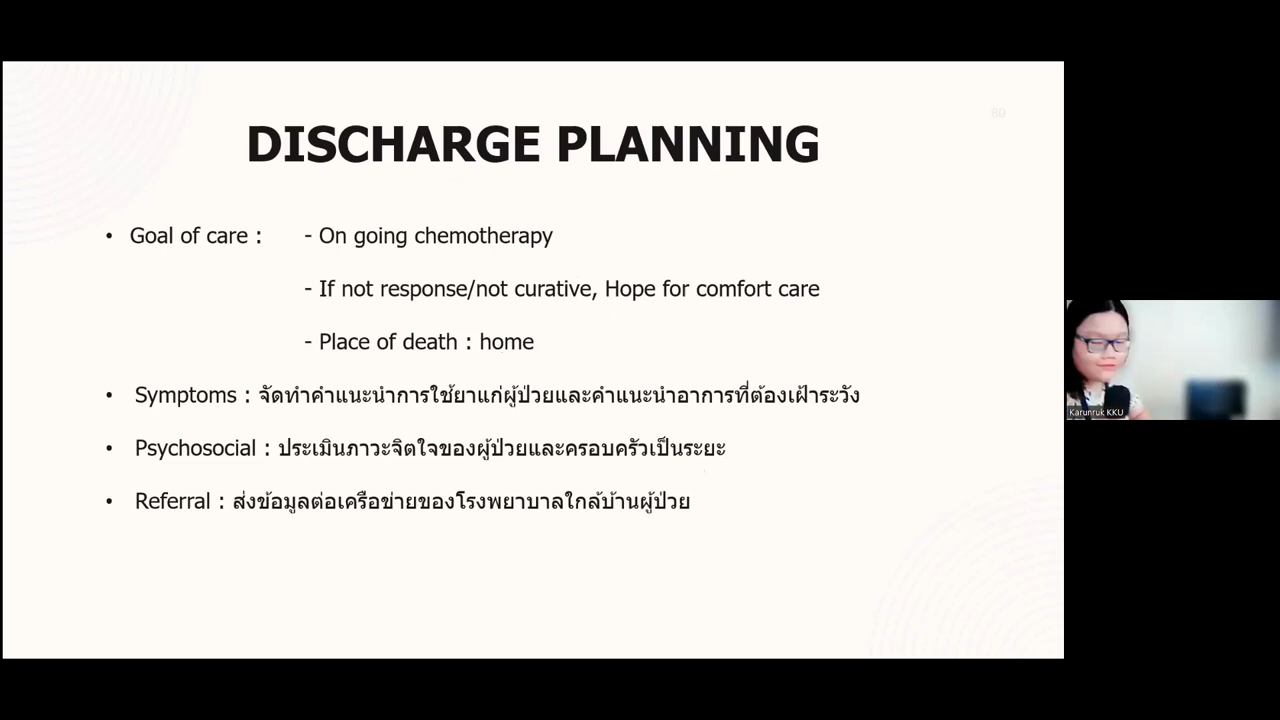 80
DISCHARGE PLANNING
• Goal of care : - On going chemotherapy
- If not response/not curative, Hope for comfort care
- Place of death : home
• Symptoms : จัดทำคำแนะนำการใช้ยาแก่ผู้ป่วยและคำแนะนำอาการที่ต้องเฝ้าระวัง
• Psychosocial : ประเมินภาวะจิตใจของผู้ป่วยและครอบครัวเป็นระยะ
• Referral : ส่งข้อมูลต่อเครือข่ายของโรงพยาบาลใกล้บ้านผู้ป่วย
Karunruk KKU